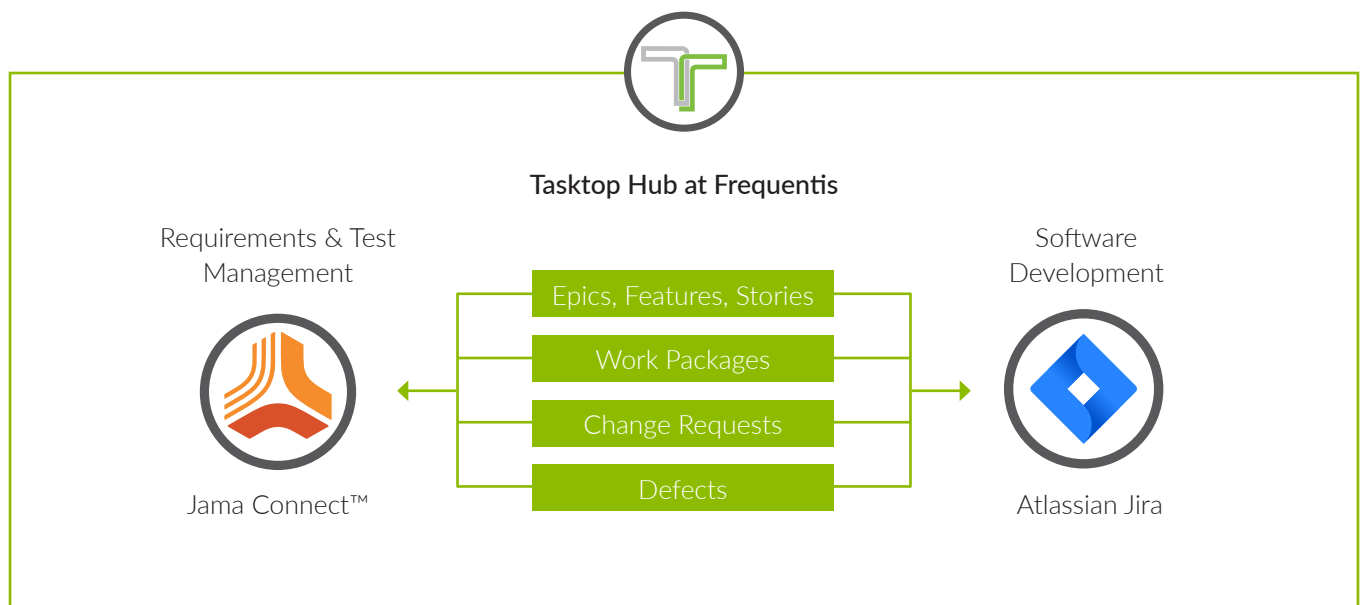 Tasktop Hub at Frequentis
Requirements & Test
Management
Jama Connect™
Epics, Features, Stories
Work Packages
Change Requests
Defects
Software
Development
Atlassian Jira